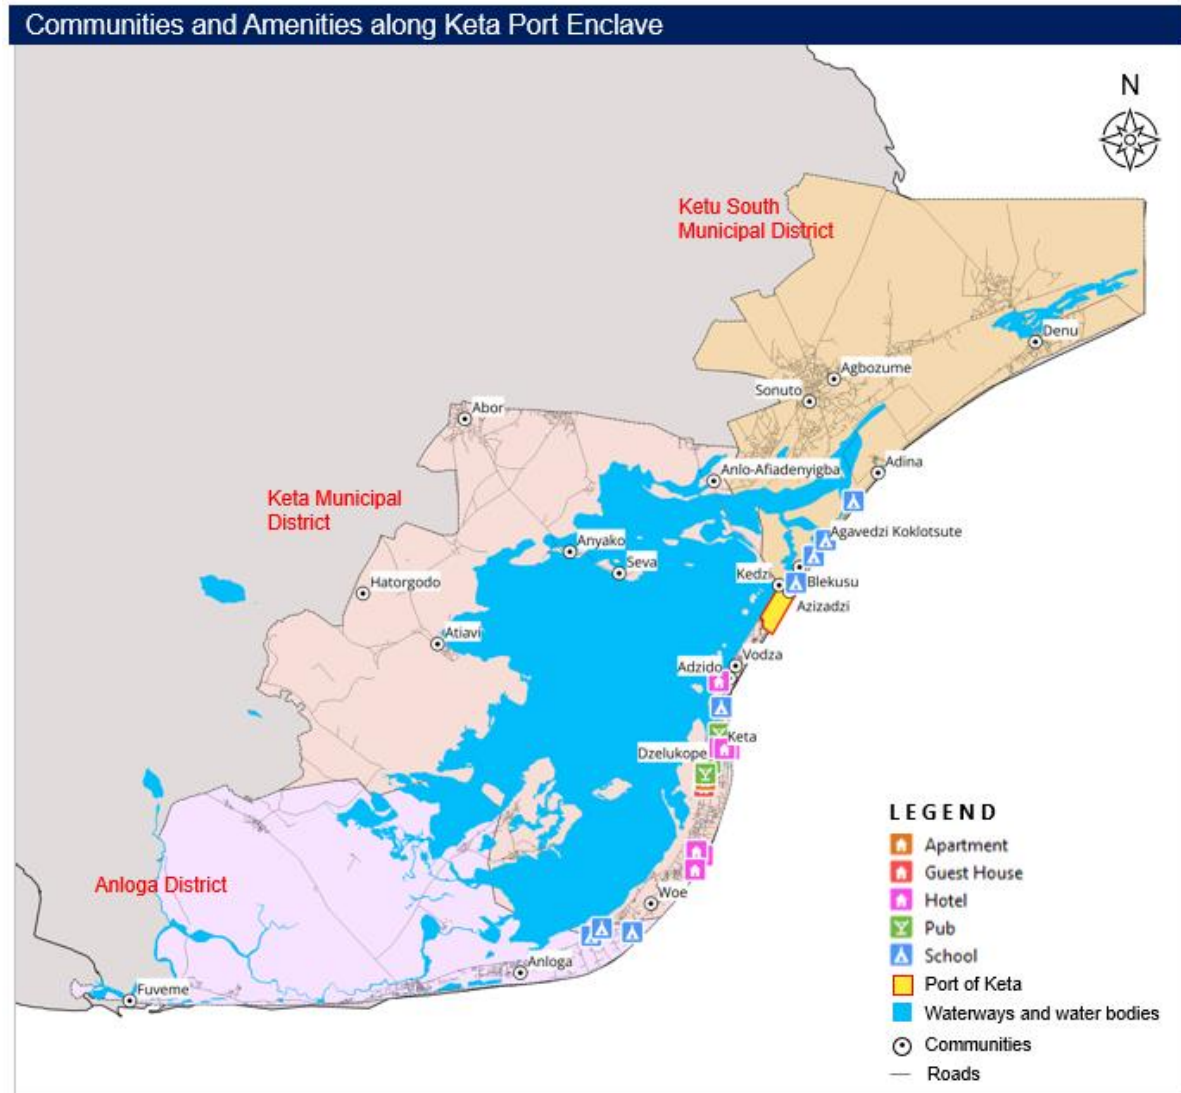 Communities and Amenities along Keta Port Enclave
N
Ketu South
Municipal District
Denu
Agbozume
Sonuto
Abor
Adina
Anlo-Afiadenyigba
Keta Municipal
District
Agavedzi Koklotsute
Anyako
Seva
Kedzi
Blekusu
Hatorgodo
Azizadzi
Atiavi
Vodza
Adzido
Keta
Dzelukope
LEGEND
Apartment
Guest House
Hotel
Pub
School
Port of Keta
Waterways and water bodies
Communities
Roads
Anloga District
Woe
Anloga
Fuveme